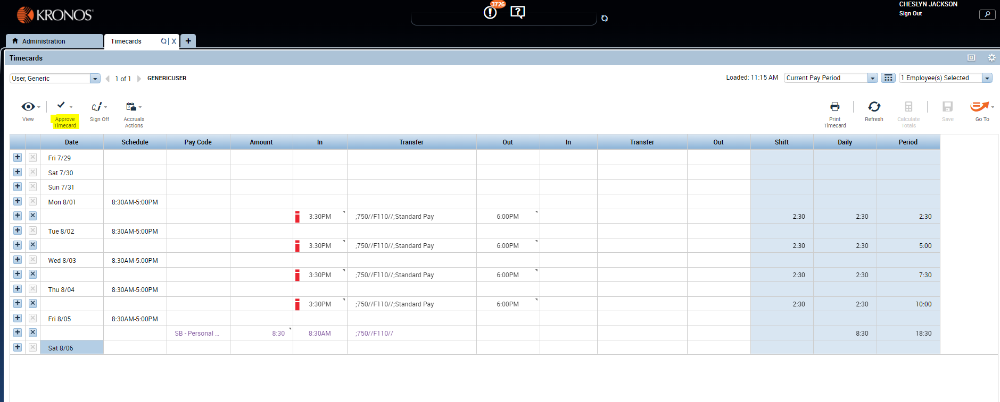 3726
CHESLYN JACKSON
KRONOS
Sign Out
Administration
Timecards X +
Timecards
User, Generic 1 of 1 GENERICUSER Loaded: 11:15 AM Current Pay Period 1 Employee(s) Selected
View Approve Timecard Sign Off Accruals Actions Print Timecard Refresh Calculate Totals Save Go To
Date Schedule Pay Code Amount In Transfer Out In Transfer Out Shift Daily Period
Fri 7/29
Sat 7/30
Sun 7/31
Mon 8/01 8:30AM-5:00PM
3:30PM ;750//F110//;Standard Pay 6:00PM 2:30 2:30 2:30
Tue 8/02 8:30AM-5:00PM
3:30PM ;750//F110//;Standard Pay 6:00PM 2:30 2:30 5:00
Wed 8/03 8:30AM-5:00PM
3:30PM ;750//F110//;Standard Pay 6:00PM 2:30 2:30 7:30
Thu 8/04 8:30AM-5:00PM
3:30PM ;750//F110//;Standard Pay 6:00PM 2:30 2:30 10:00
Fri 8/05 8:30AM-5:00PM
SB - Personal ... 8:30 8:30AM ;750//F110// 8:30 18:30
Sat 8/06